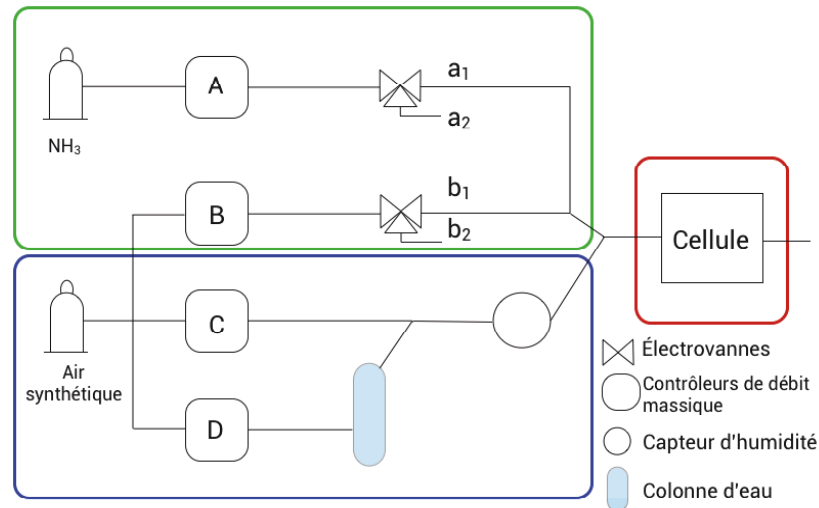 NH₃
A
a₁
a₂
B
b₁
b₂
Cellule
Air
synthétique
C
D
Électrovannes
Contrôleurs de débit
massique
Capteur d'humidité
Colonne d'eau